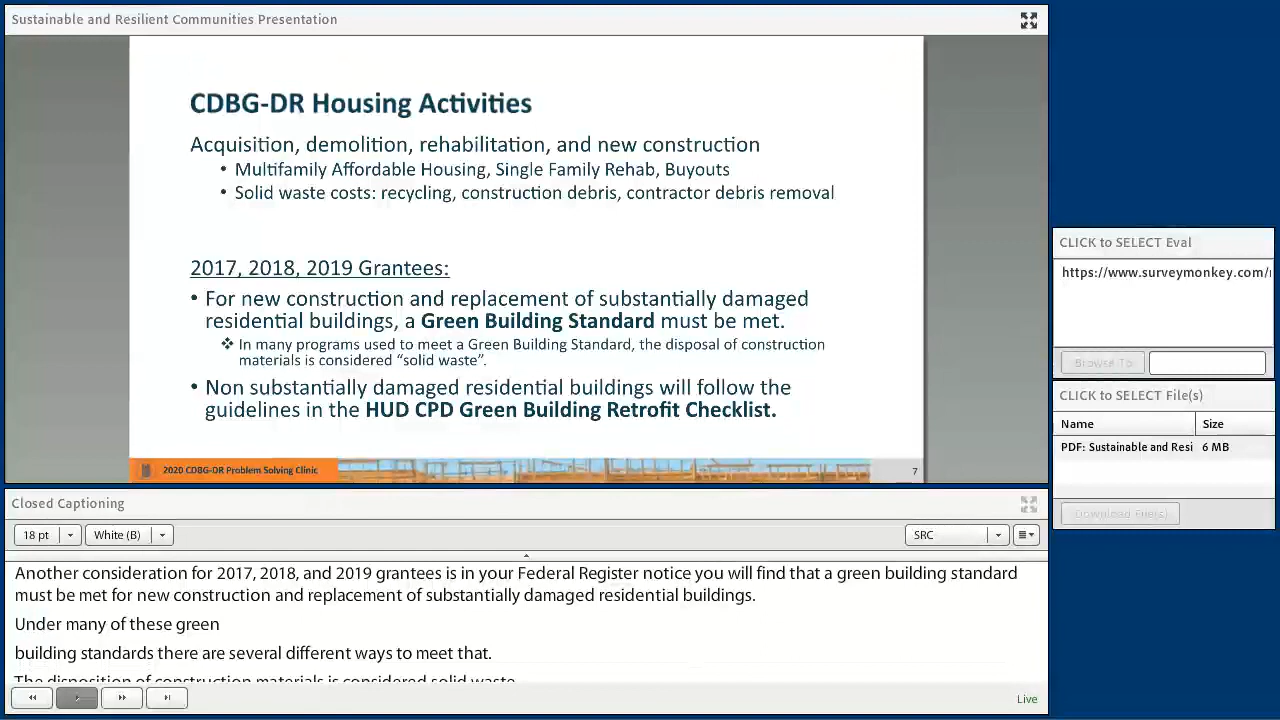 Sustainable and Resilient Communities Presentation
CDBG-DR Housing Activities
Acquisition, demolition, rehabilitation, and new construction
• Multifamily Affordable Housing, Single Family Rehab, Buyouts
• Solid waste costs: recycling, construction debris, contractor debris removal
2017, 2018, 2019 Grantees:
• For new construction and replacement of substantially damaged
residential buildings, a Green Building Standard must be met.
❖ In many programs used to meet a Green Building Standard, the disposal of construction
materials is considered “solid waste”.
• Non substantially damaged residential buildings will follow the
guidelines in the HUD CPD Green Building Retrofit Checklist.
2020 CDBG-DR Problem Solving Clinic
7
CLICK to SELECT Eval
https://www.surveymonkey.com/
Browse To
CLICK to SELECT File(s)
Name Size
PDF: Sustainable and Resi 6 MB
Download File(s)
Closed Captioning
18 pt White (B) SRC
Another consideration for 2017, 2018, and 2019 grantees is in your Federal Register notice you will find that a green building standard
must be met for new construction and replacement of substantially damaged residential buildings.
Under many of these green
building standards there are several different ways to meet that.
The disposition of construction materials is considered solid waste
Live